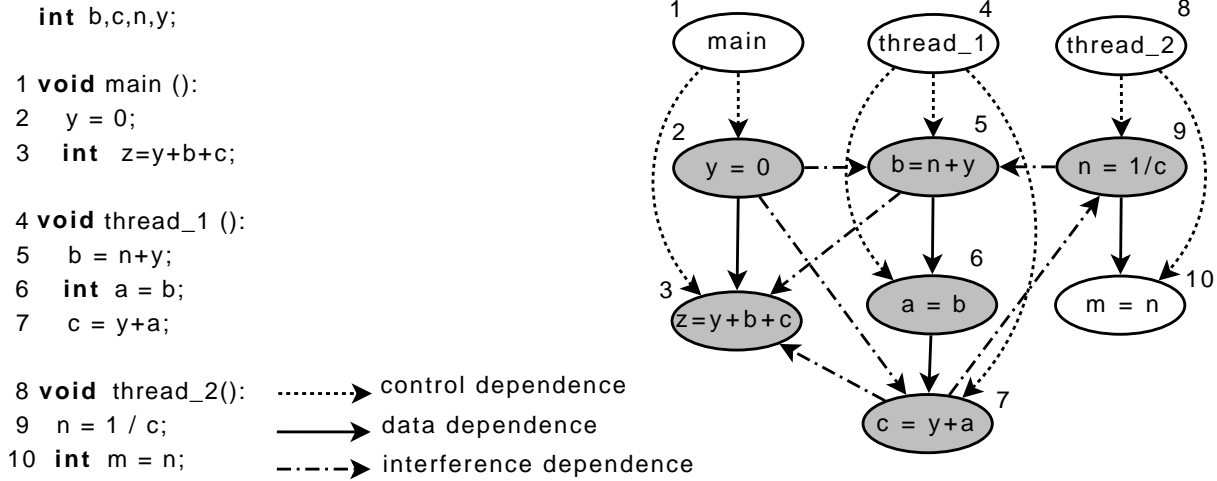 int b,c,n,y;
1 void main ():
2 y = 0;
3 int z=y+b+c;
4 void thread_1 ():
5 b = n+y;
6 int a = b;
7 c = y+a;
8 void thread_2():
9 n = 1 / c;
10 int m = n;
control dependence
data dependence
interference dependence
1 4 8
main thread_1 thread_2
2 5 9
y = 0 b=n+y n = 1/c
3 6 10
z=y+b+c a = b m = n
7
c = y+a